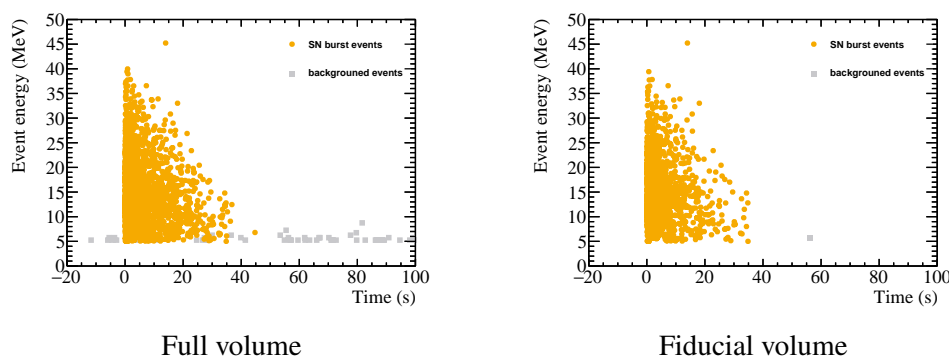 Event energy (MeV)
50
45
40
35
30
25
20
15
10
5
0
SN burst events
backgrounded events
−20 0 20 40 60 80 100
Time (s)
Full volume
Event energy (MeV)
50
45
40
35
30
25
20
15
10
5
0
SN burst events
backgrounded events
−20 0 20 40 60 80 100
Time (s)
Fiducial volume